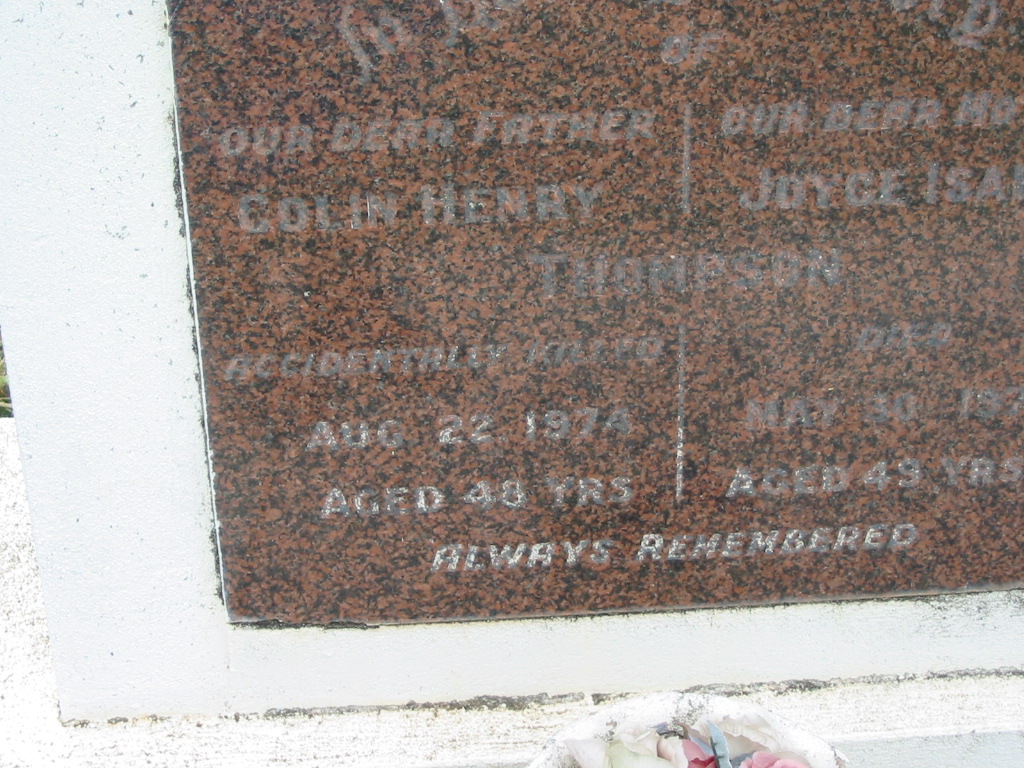 OF
OUR DEAR FATHER
COLIN HENRY
OUR DEAR
JOYCE
THOMPSON
ACCIDENTALLY KILLED
AUG. 22 1974
AGED 48 YRS
DIED
MAY 30
AGED 49 YRS
ALWAYS REMEMBERED